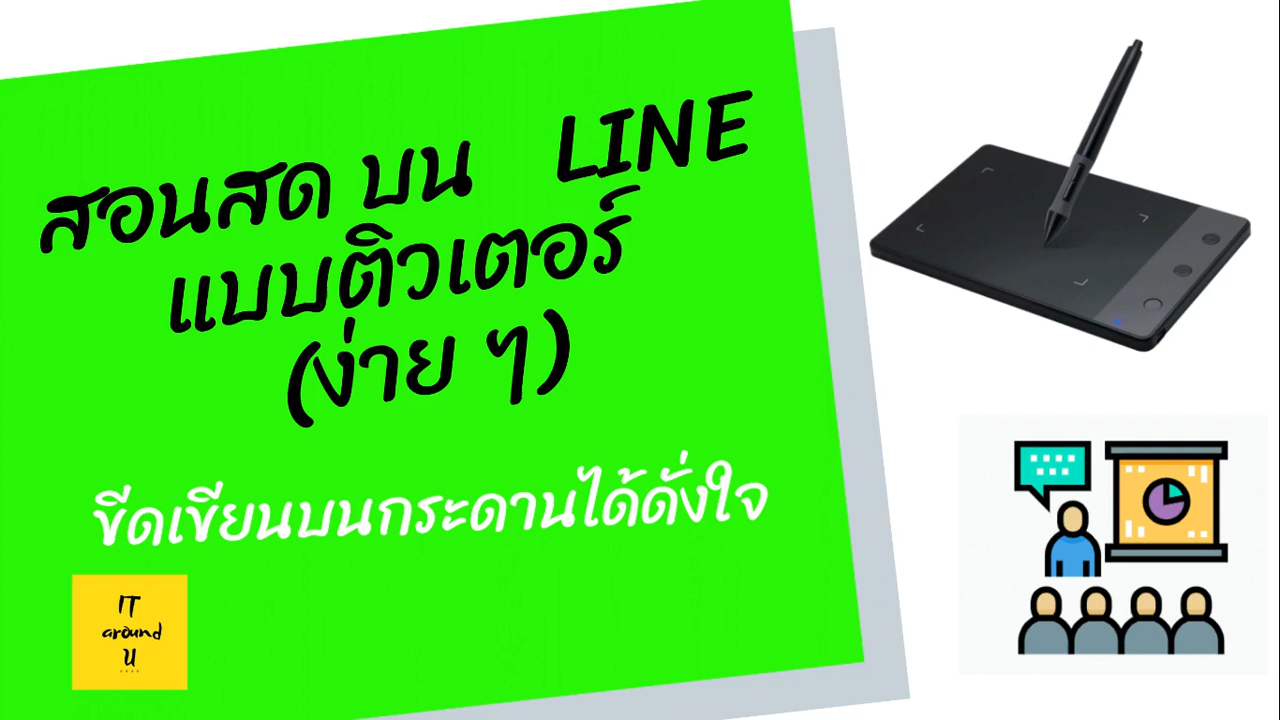 สอนสด บน LINE
แบบติวเตอร์
(ง่าย ๆ)
ขีดเขียนบนกระดานได้ดั่งใจ
IT
around
U